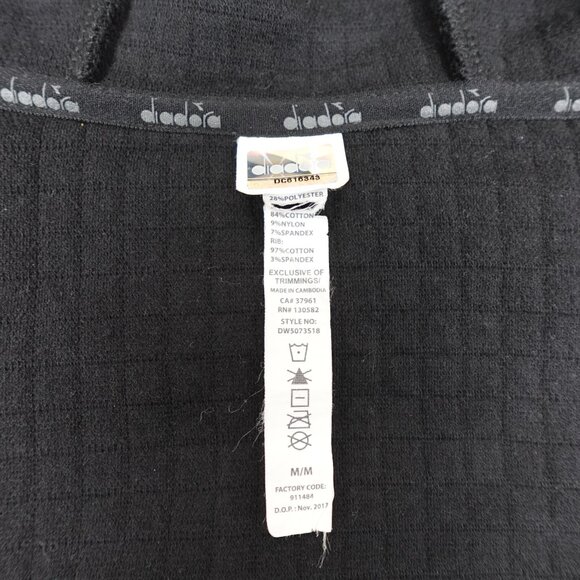 diadora diadora diadora diadora
diadora
DC616343
28%POLYESTER
84%COTTON
9%NYLON
7%SPANDEX
RIB:
97%COTTON
3%SPANDEX
EXCLUSIVE OF
TRIMMINGS/
MADE IN CAMBODIA
CA# 37961
RN# 130582
STYLE NO:
DW5073518
M/M
FACTORY CODE:
911484
D.O.P.: Nov. 2017